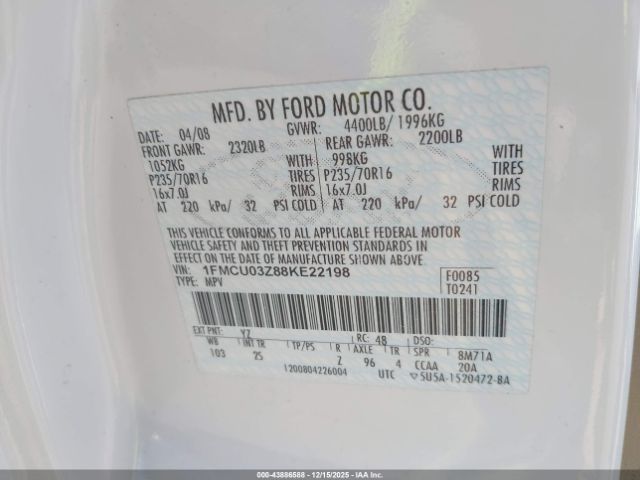 MFD. BY FORD MOTOR CO.
DATE: 04/08 GVWR: 4400LB/ 1996KG
FRONT GAWR: 2320LB REAR GAWR: 2200LB
1052KG WITH 998KG WITH
P235/70R16 TIRES P235/70R16 TIRES
16x7.0J RIMS 16x7.0J RIMS
AT 220 kPa/ 32 PSI COLD AT 220 kPa/ 32 PSI COLD
THIS VEHICLE CONFORMS TO ALL APPLICABLE FEDERAL MOTOR
VEHICLE SAFETY AND THEFT PREVENTION STANDARDS IN
EFFECT ON THE DATE OF MANUFACTURE SHOWN ABOVE.
VIN: 1FMCU03Z88KE22198 F0085
TYPE: MPV T0241
EXT PNT: YZ RC: 48 DSO:
WB INT TR TP/PS R AXLE TR SPR 8M71A
103 2S Z 96 4 CCAA 20A
1200804226004 UTC ▽5U5A-1520472-8A
000-43886588 | 12/15/2025 | IAA Inc.